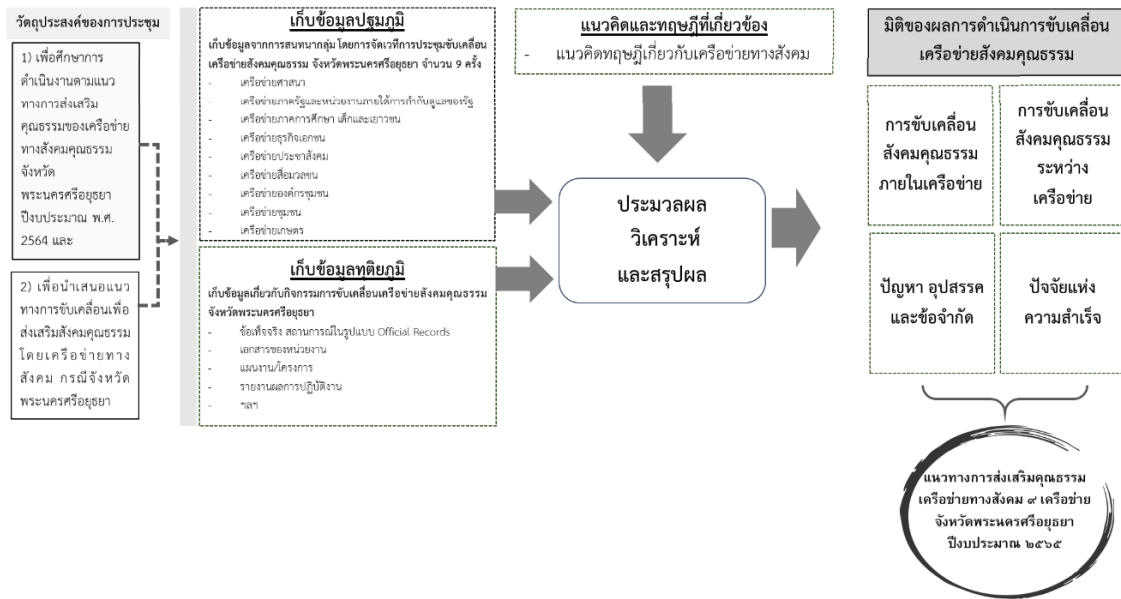 วัตถุประสงค์ของการประชุม
1) เพื่อศึกษาการ
ดำเนินงานตามแนว
ทางการส่งเสริม
คุณธรรมของเครือข่าย
ทางสังคมคุณธรรม
จังหวัด
พระนครศรีอยุธยา
ปีงบประมาณ พ.ศ.
2564 และ
2) เพื่อนำเสนอแนว
ทางการขับเคลื่อนเพื่อ
ส่งเสริมสังคมคุณธรรม
โดยเครือข่ายทาง
สังคม กรณีจังหวัด
พระนครศรีอยุธยา
เก็บข้อมูลปฐมภูมิ
เก็บข้อมูลจากการสนทนากลุ่ม โดยการจัดเวทีการประชุมขับเคลื่อน
เครือข่ายสังคมคุณธรรม จังหวัดพระนครศรีอยุธยา จำนวน 9 ครั้ง
- เครือข่ายศาสนา
- เครือข่ายภาครัฐและหน่วยงานภายใต้การกำกับดูแลของรัฐ
- เครือข่ายภาคการศึกษา เด็กและเยาวชน
- เครือข่ายธุรกิจเอกชน
- เครือข่ายประชาสังคม
- เครือข่ายสื่อมวลชน
- เครือข่ายองค์กรชุมชน
- เครือข่ายชุมชน
- เครือข่ายเกษตร
เก็บข้อมูลทุติยภูมิ
เก็บข้อมูลเกี่ยวกับกิจกรรมการขับเคลื่อนเครือข่ายสังคมคุณธรรม
จังหวัดพระนครศรีอยุธยา
- ข้อเท็จจริง สถานการณ์ในรูปแบบ Official Records
- เอกสารของหน่วยงาน
- แผนงาน/โครงการ
- รายงานผลการปฏิบัติงาน
- ฯลฯ
แนวคิดและทฤษฎีที่เกี่ยวข้อง
- แนวคิดทฤษฎีเกี่ยวกับเครือข่ายทางสังคม
ประมวลผล
วิเคราะห์
และสรุปผล
มิติของผลการดำเนินการขับเคลื่อน
เครือข่ายสังคมคุณธรรม
การขับเคลื่อน
สังคมคุณธรรม
ภายในเครือข่าย
การขับเคลื่อน
สังคมคุณธรรม
ระหว่าง
เครือข่าย
ปัญหา อุปสรรค
และข้อจำกัด
ปัจจัยแห่ง
ความสำเร็จ
แนวทางการส่งเสริมคุณธรรม
เครือข่ายทางสังคม ๙ เครือข่าย
จังหวัดพระนครศรีอยุธยา
ปีงบประมาณ ๒๕๖๕